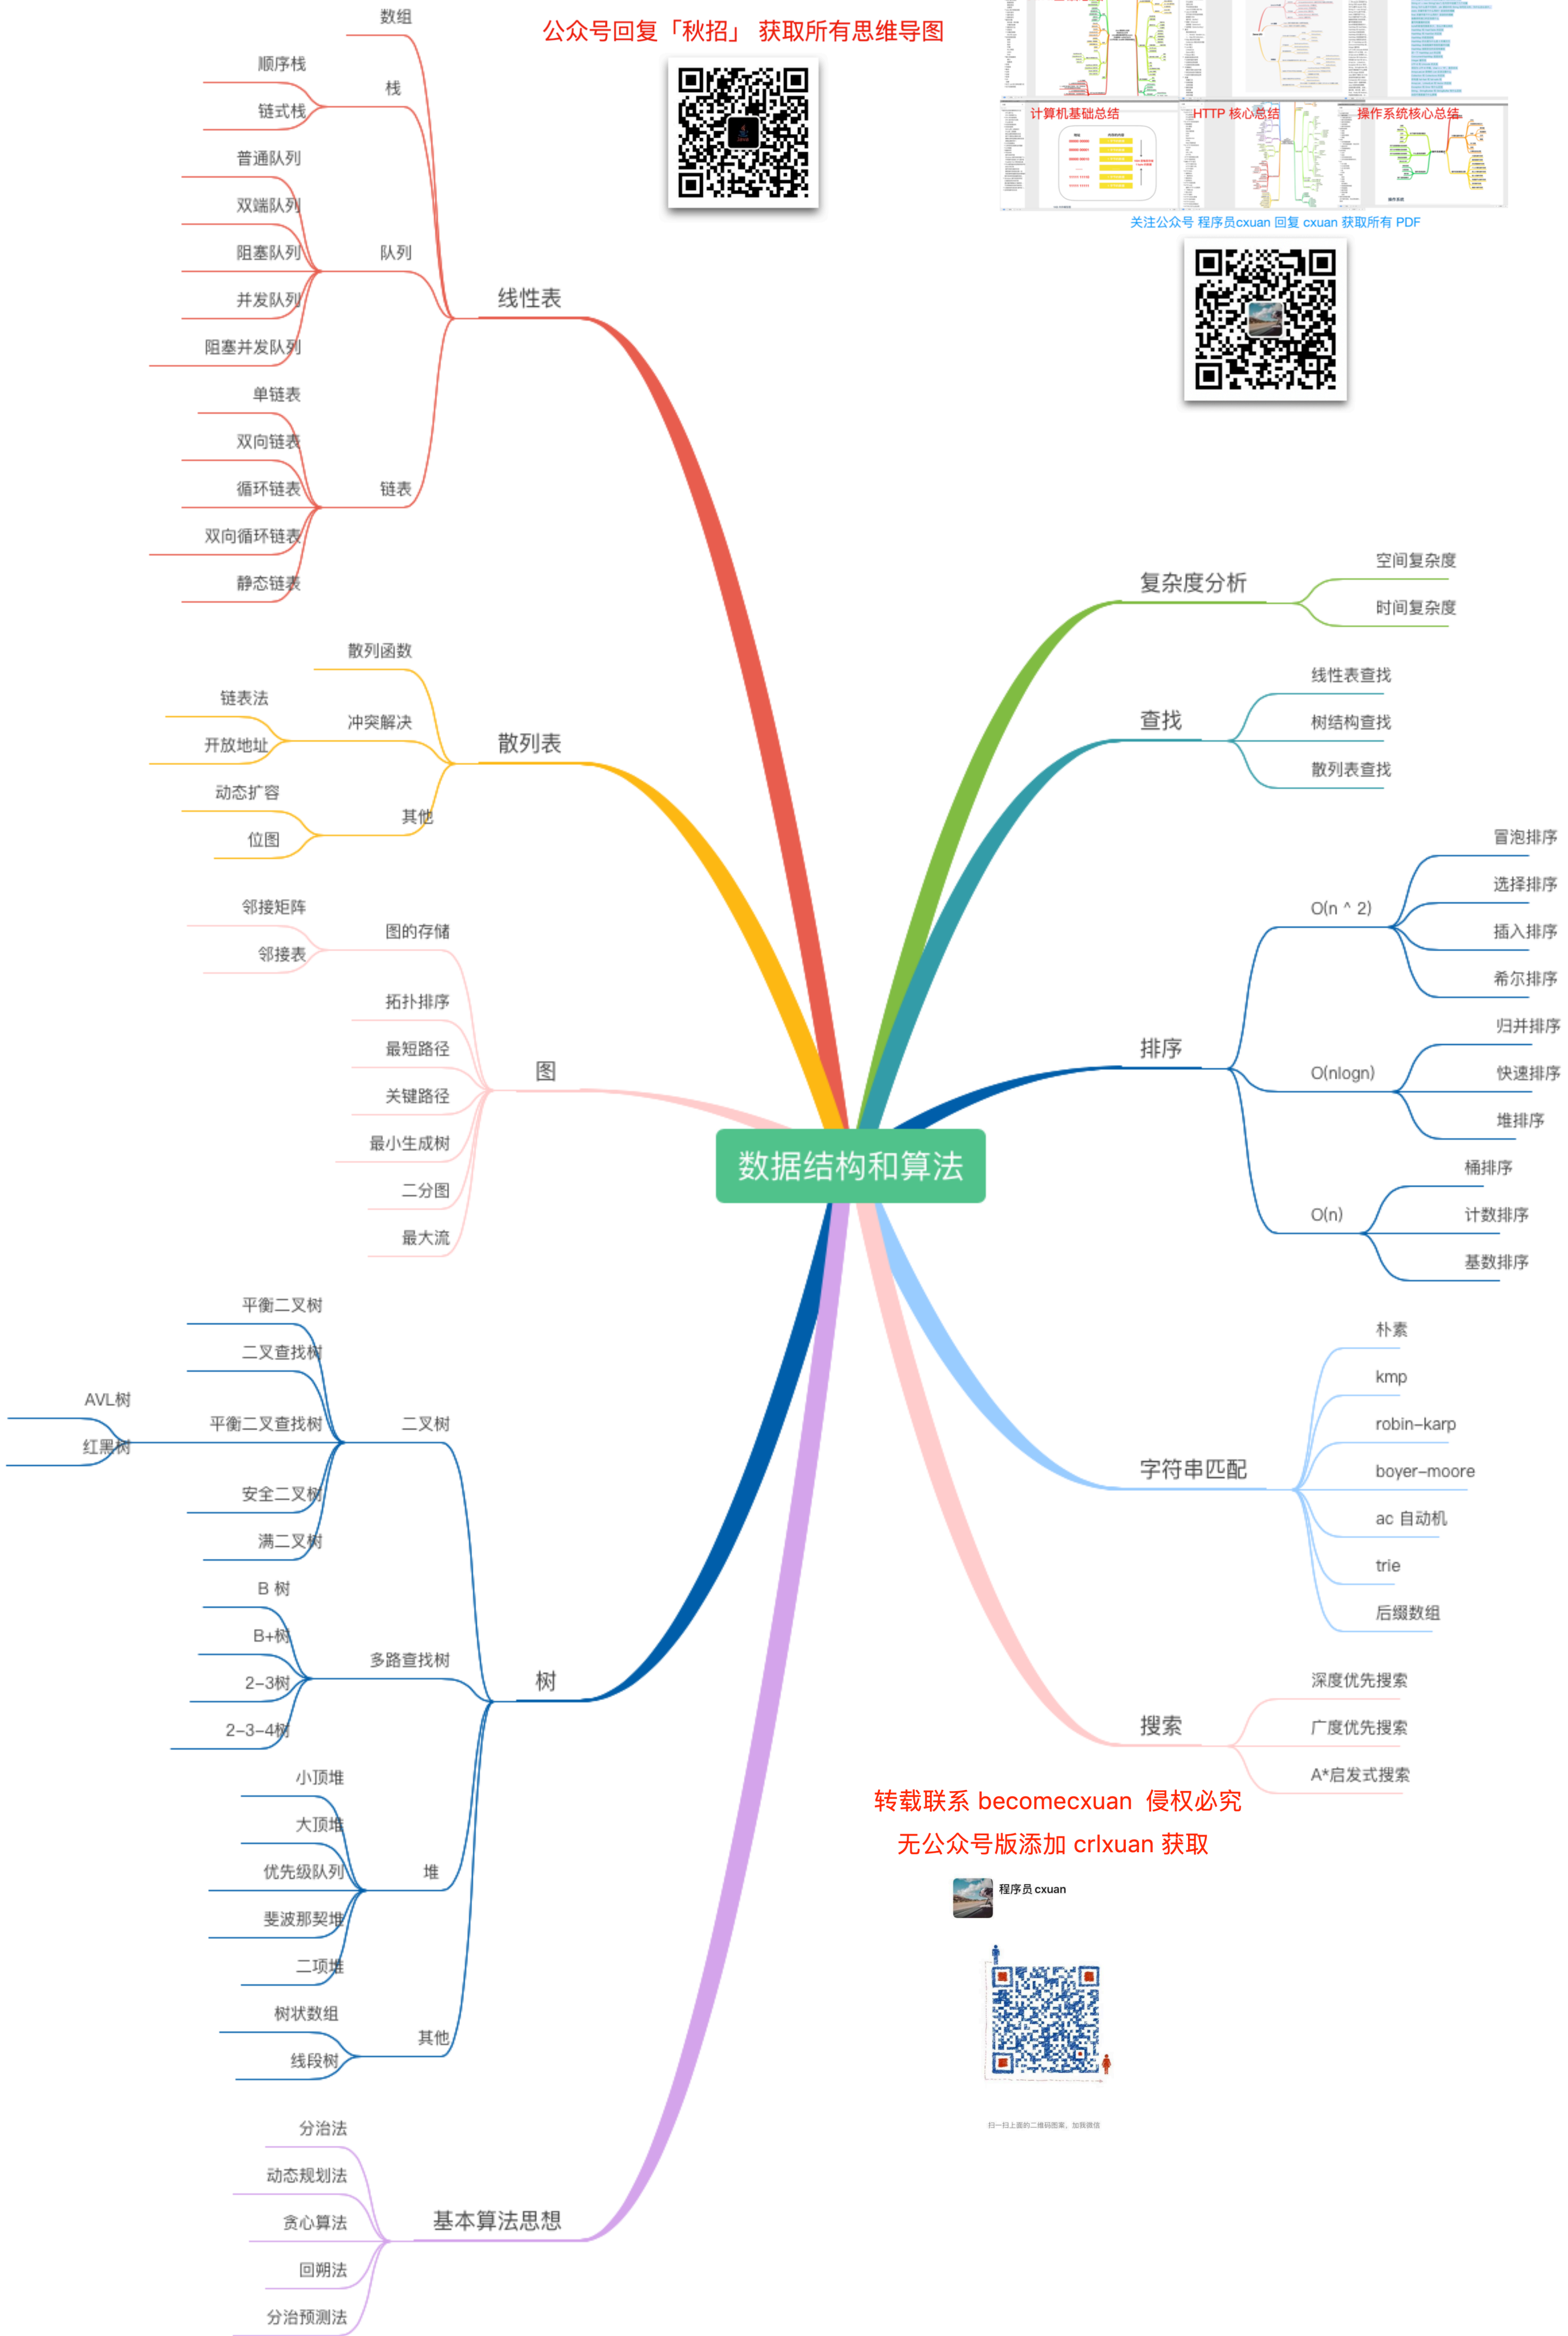 公众号回复「秋招」 获取所有思维导图
计算机基础总结
HTTP 核心总结
操作系统核心总结
关注公众号 程序员cxuan 回复 cxuan 获取所有 PDF
数据结构和算法
线性表
数组
栈
顺序栈
链式栈
队列
普通队列
双端队列
阻塞队列
并发队列
阻塞并发队列
链表
单链表
双向链表
循环链表
双向循环链表
静态链表
散列表
散列函数
冲突解决
链表法
开放地址
其他
动态扩容
位图
图
图的存储
邻接矩阵
邻接表
拓扑排序
最短路径
关键路径
最小生成树
二分图
最大流
树
二叉树
平衡二叉树
二叉查找树
平衡二叉查找树
AVL树
红黑树
安全二叉树
满二叉树
多路查找树
B 树
B+树
2-3树
2-3-4树
堆
小顶堆
大顶堆
优先级队列
斐波那契堆
二项堆
其他
树状数组
线段树
基本算法思想
分治法
动态规划法
贪心算法
回朔法
分治预测法
复杂度分析
空间复杂度
时间复杂度
查找
线性表查找
树结构查找
散列表查找
排序
O(n ^ 2)
冒泡排序
选择排序
插入排序
希尔排序
O(nlogn)
归并排序
快速排序
堆排序
O(n)
桶排序
计数排序
基数排序
字符串匹配
朴素
kmp
robin-karp
boyer-moore
ac 自动机
trie
后缀数组
搜索
深度优先搜索
广度优先搜索
A*启发式搜索
转载联系 becomecxuan 侵权必究
无公众号版添加 crlxuan 获取
程序员 cxuan
扫一扫上面的二维码图案，加我微信